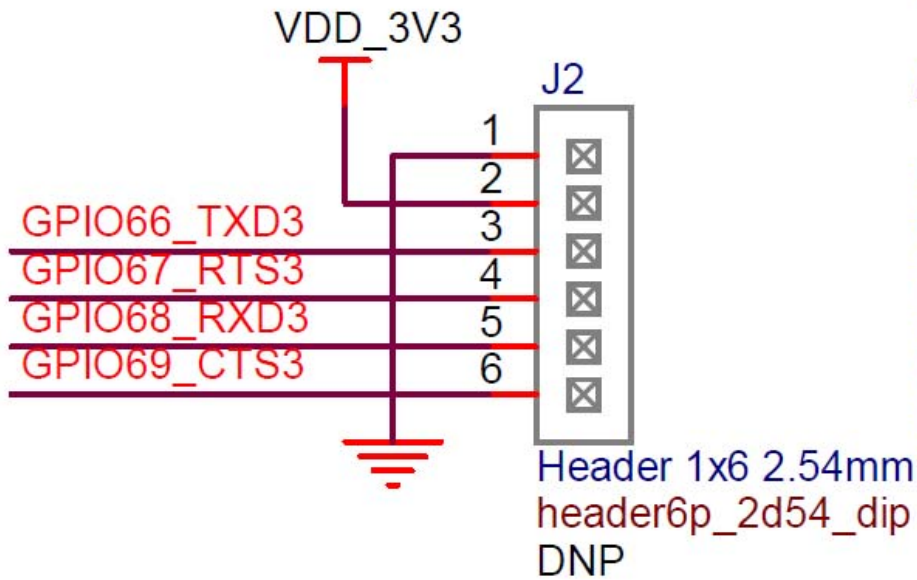 VDD_3V3
J2
1
2
GPIO66_TXD3 3
GPIO67_RTS3 4
GPIO68_RXD3 5
GPIO69_CTS3 6
Header 1x6 2.54mm
header6p_2d54_dip
DNP